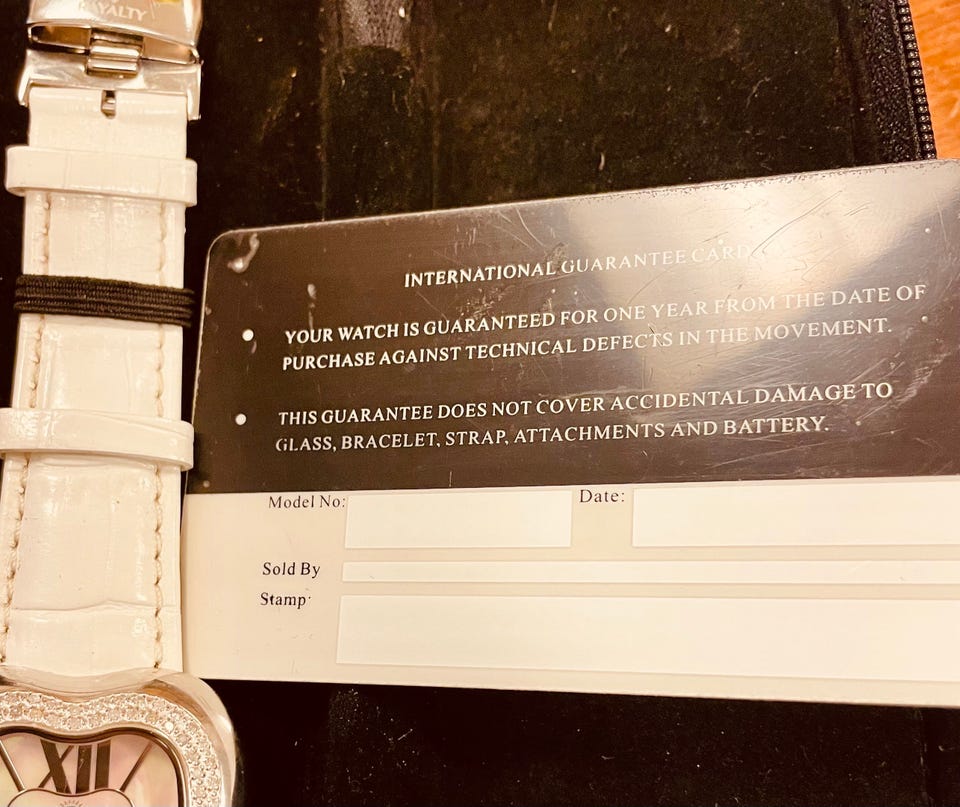 ROYALTY
INTERNATIONAL GUARANTEE CARD
YOUR WATCH IS GUARANTEED FOR ONE YEAR FROM THE DATE OF
PURCHASE AGAINST TECHNICAL DEFECTS IN THE MOVEMENT.
THIS GUARANTEE DOES NOT COVER ACCIDENTAL DAMAGE TO
GLASS, BRACELET, STRAP, ATTACHMENTS AND BATTERY.
Model No:
Date:
Sold By
Stamp:
XII